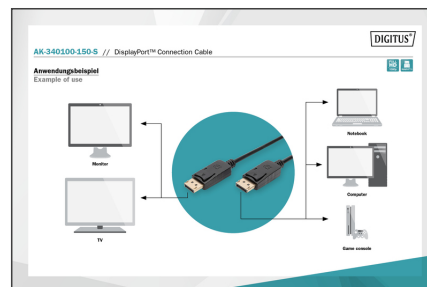 DIGITUS®
AK-340100-150-S // DisplayPort™ Connection Cable
Anwendungsbeispiel
Example of use
Monitor
TV
Notebook
Computer
Game console